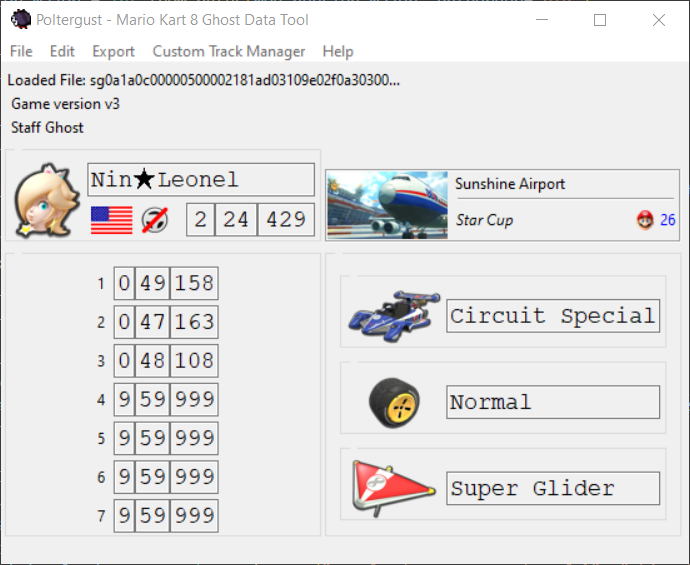 Poltergust - Mario Kart 8 Ghost Data Tool
File Edit Export Custom Track Manager Help
Loaded File: sg0a1a0c00000500002181ad03109e02f0a30300...
Game version v3
Staff Ghost
Nin★Leonel
2 24 429
Sunshine Airport
Star Cup 26
1 0 49 158
2 0 47 163
3 0 48 108
4 9 59 999
5 9 59 999
6 9 59 999
7 9 59 999
Circuit Special
Normal
Super Glider